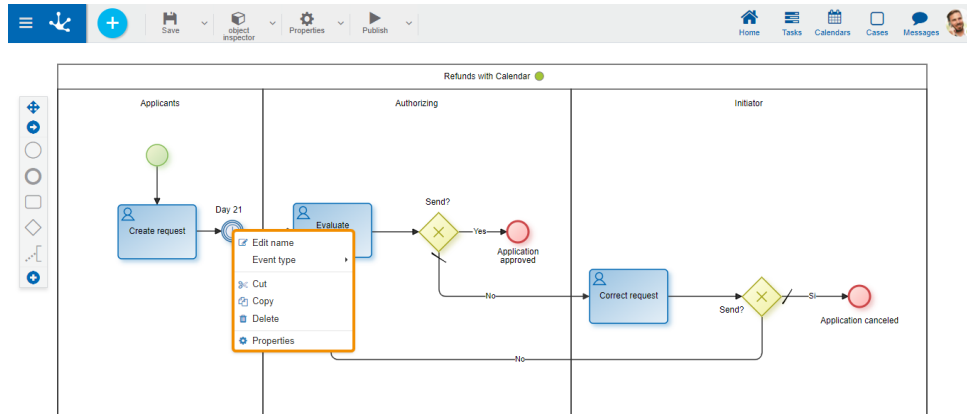 Save
object
inspector
Properties
Publish
Home
Tasks
Calendars
Cases
Messages
Refunds with Calendar
Applicants
Authorizing
Initiator
Create request
Day 21
Evaluate
Send?
Yes
Application
approved
No
Edit name
Event type
Cut
Copy
Delete
Properties
Correct request
Send?
Si
Application canceled
No